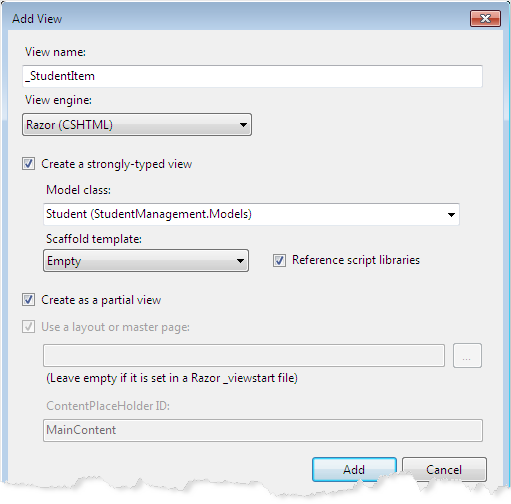 Add View
View name:
_StudentItem
View engine:
Razor (CSHTML)
Create a strongly-typed view
Model class:
Student (StudentManagement.Models)
Scaffold template:
Empty
Reference script libraries
Create as a partial view
Use a layout or master page:
...
(Leave empty if it is set in a Razor _viewstart file)
ContentPlaceHolder ID:
MainContent
Add Cancel